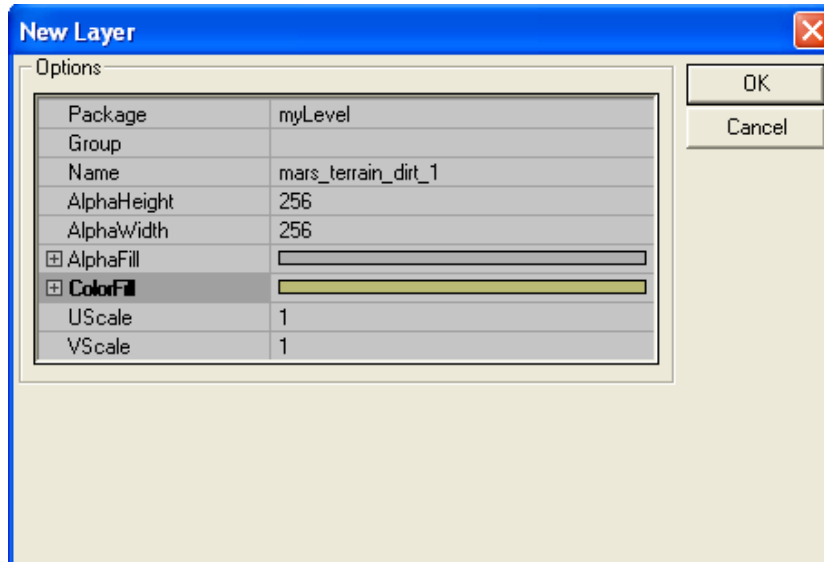 New Layer
Options
Package myLevel
Group
Name mars_terrain_dirt_1
AlphaHeight 256
AlphaWidth 256
AlphaFill
ColorFill
UScale 1
VScale 1
OK
Cancel